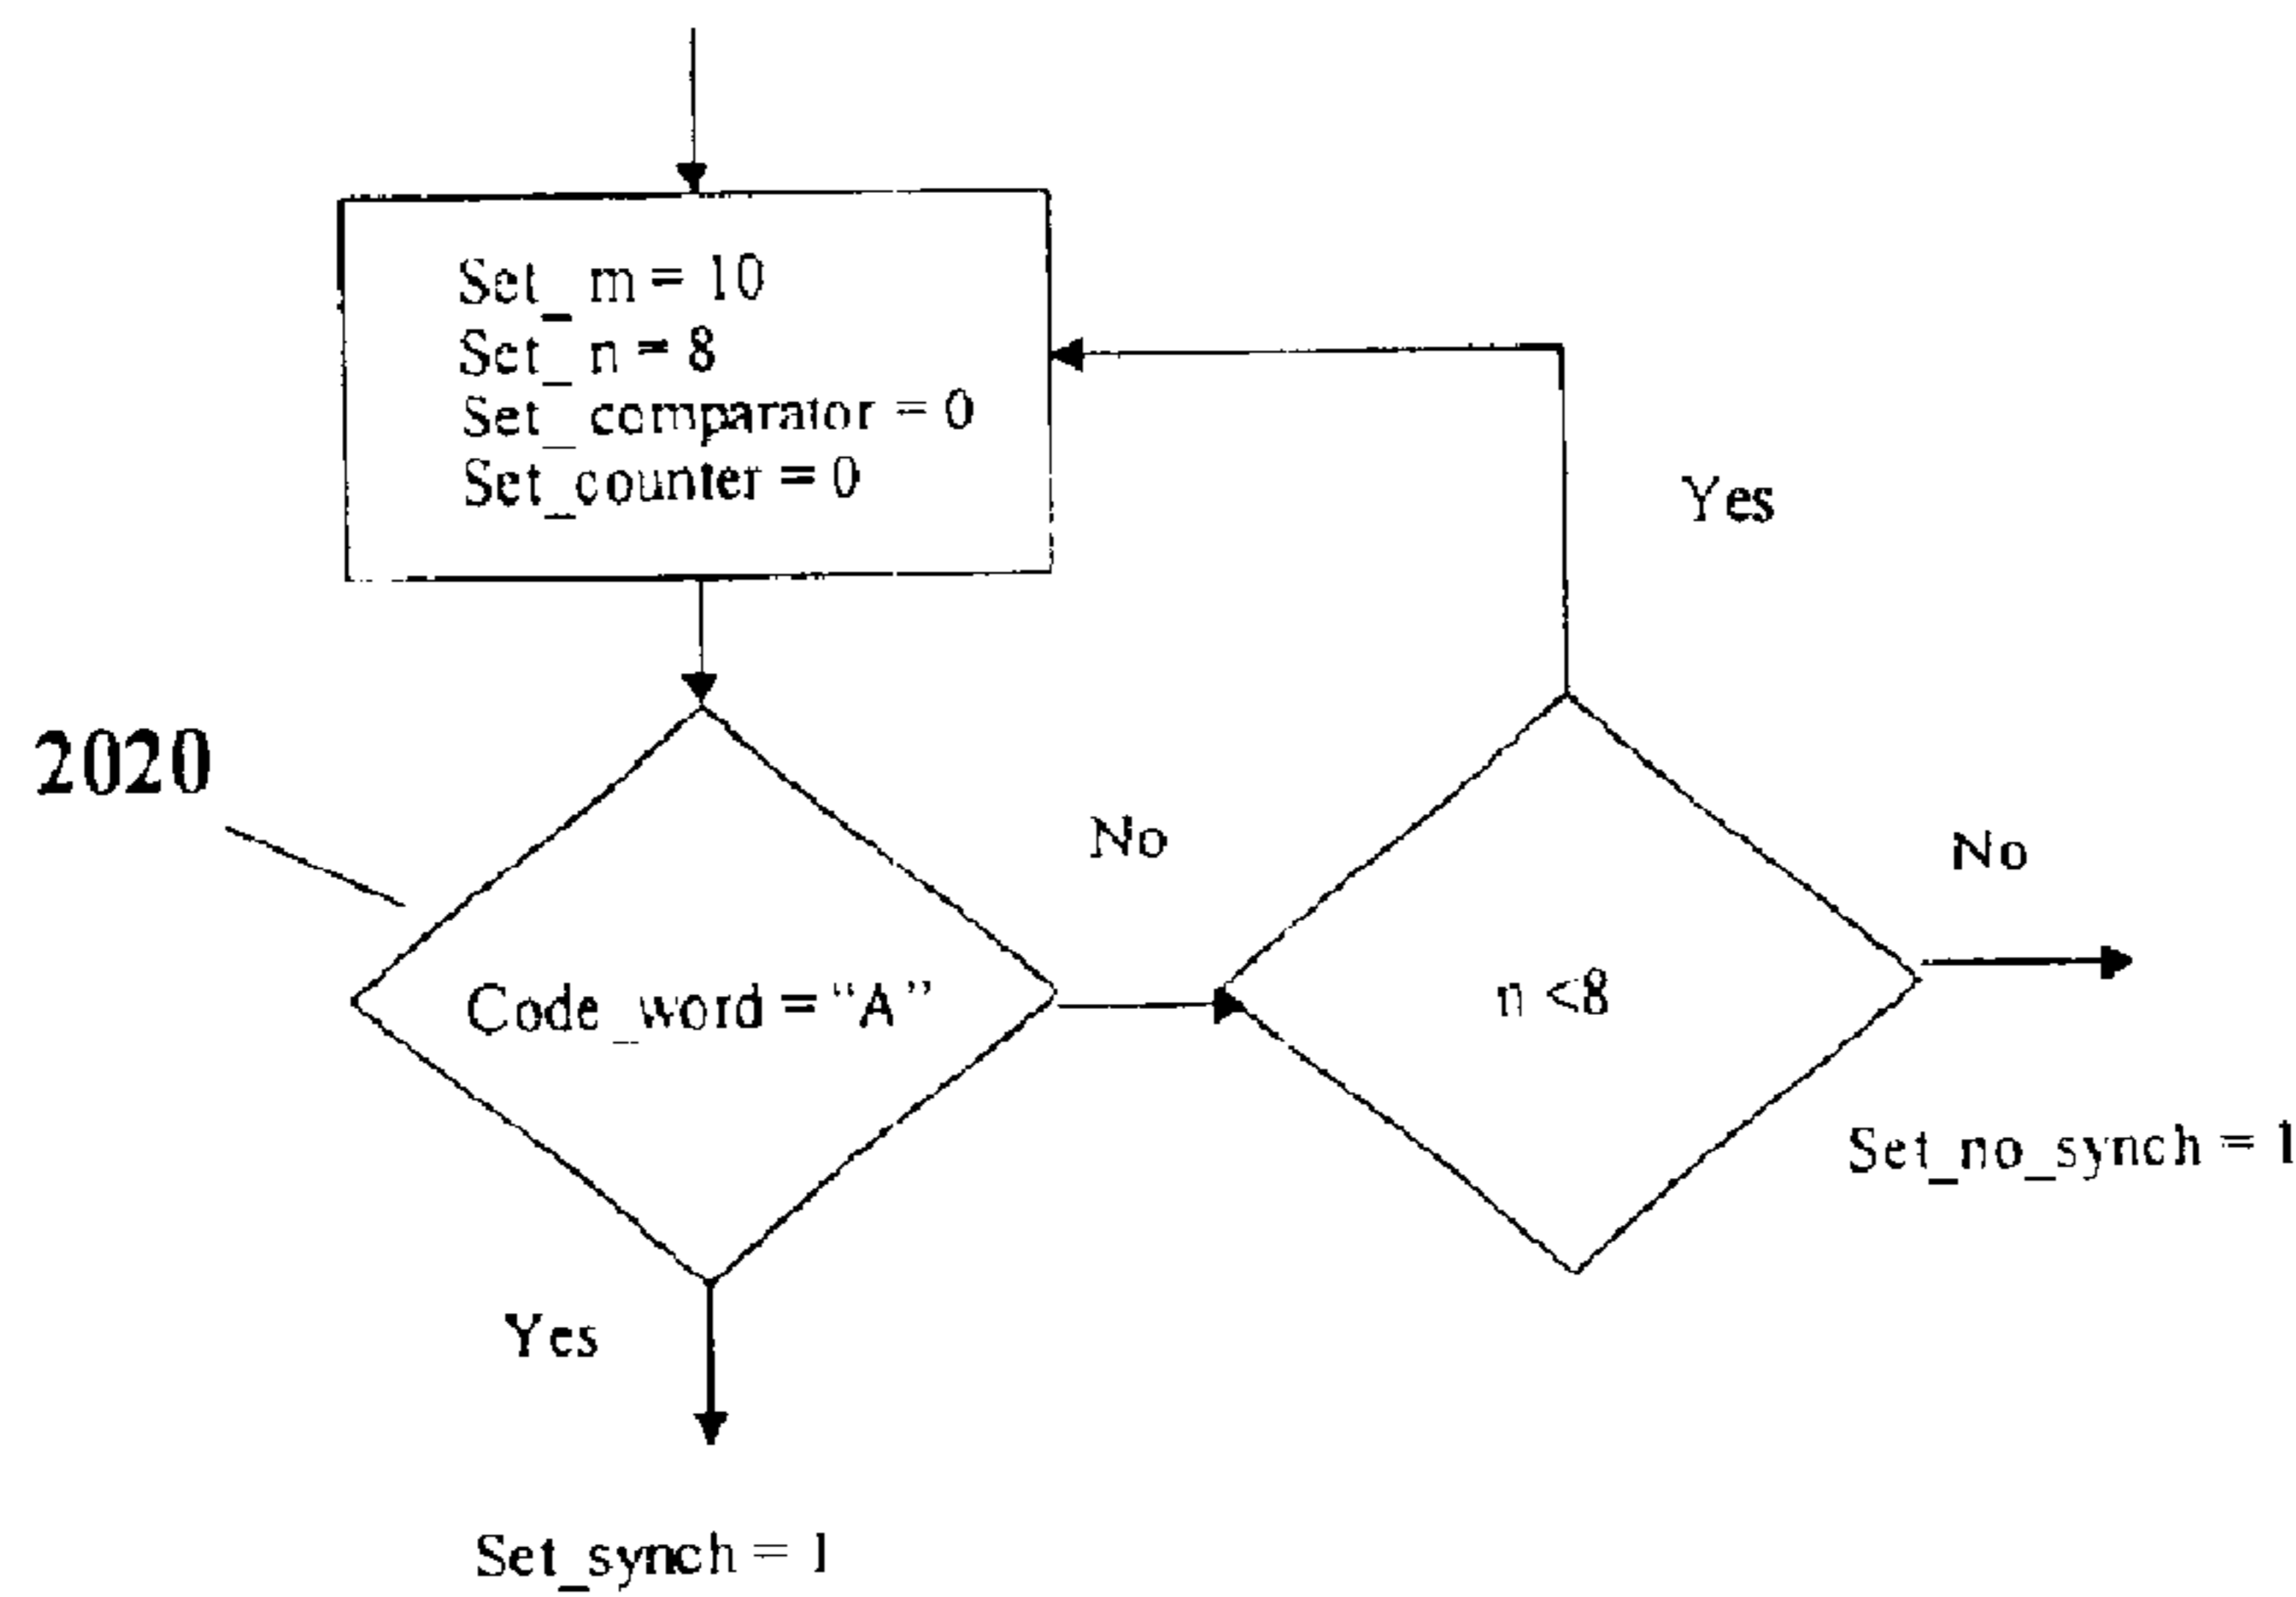 Set_ m = 10
Set_ n = 8
Set_ comparator = 0
Set_counter = 0
Yes
2020
No
No
Code_word = “A”
n <8
Set_no_synch = 1
Yes
Set_synch = 1